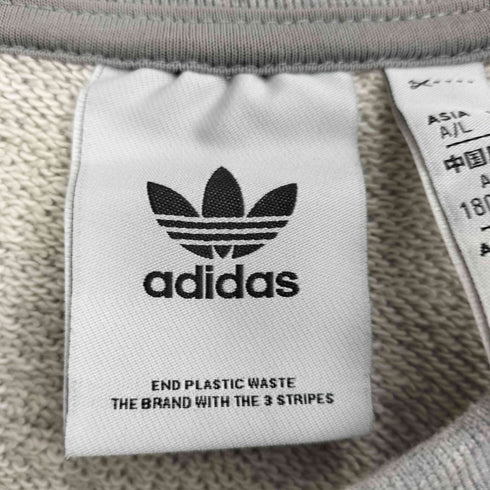 adidas
END PLASTIC WASTE
THE BRAND WITH THE 3 STRIPES
ASIA
A/L
中国
180